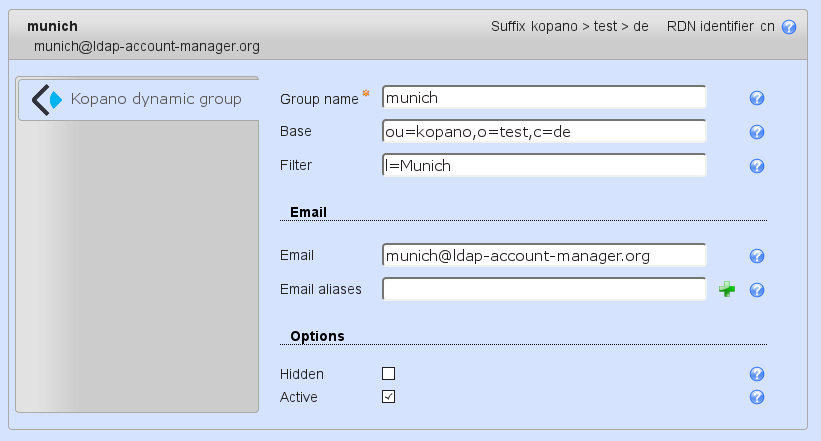 munich
Suffix kopano > test > de RDN identifier cn
munich@ldap-account-manager.org
Kopano dynamic group
Group name * munich
Base ou=kopano,o=test,c=de
Filter l=Munich
Email
Email munich@ldap-account-manager.org
Email aliases
Options
Hidden
Active